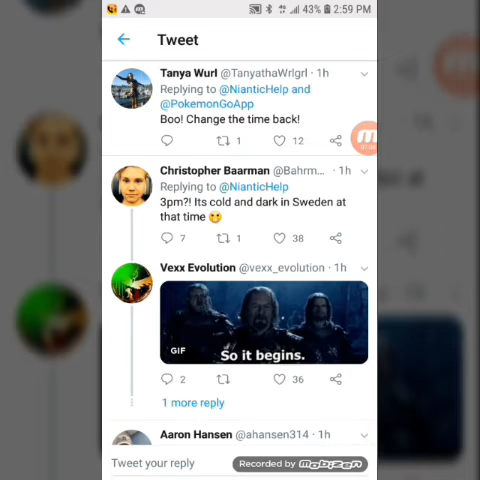 43% 2:59 PM
Tweet
Tanya Wurl @TanyathaWrlgrl · 1h
Replying to @NianticHelp and
@PokemonGoApp
Boo! Change the time back!
1 12
Christopher Baarman @Bahrm... · 1h
Replying to @NianticHelp
3pm?! Its cold and dark in Sweden at
that time
7 1 38
Vexx Evolution @vexx_evolution · 1h
So it begins.
GIF
2 36
1 more reply
Aaron Hansen @ahansen314 · 1h
Tweet your reply
Recorded by mobizen